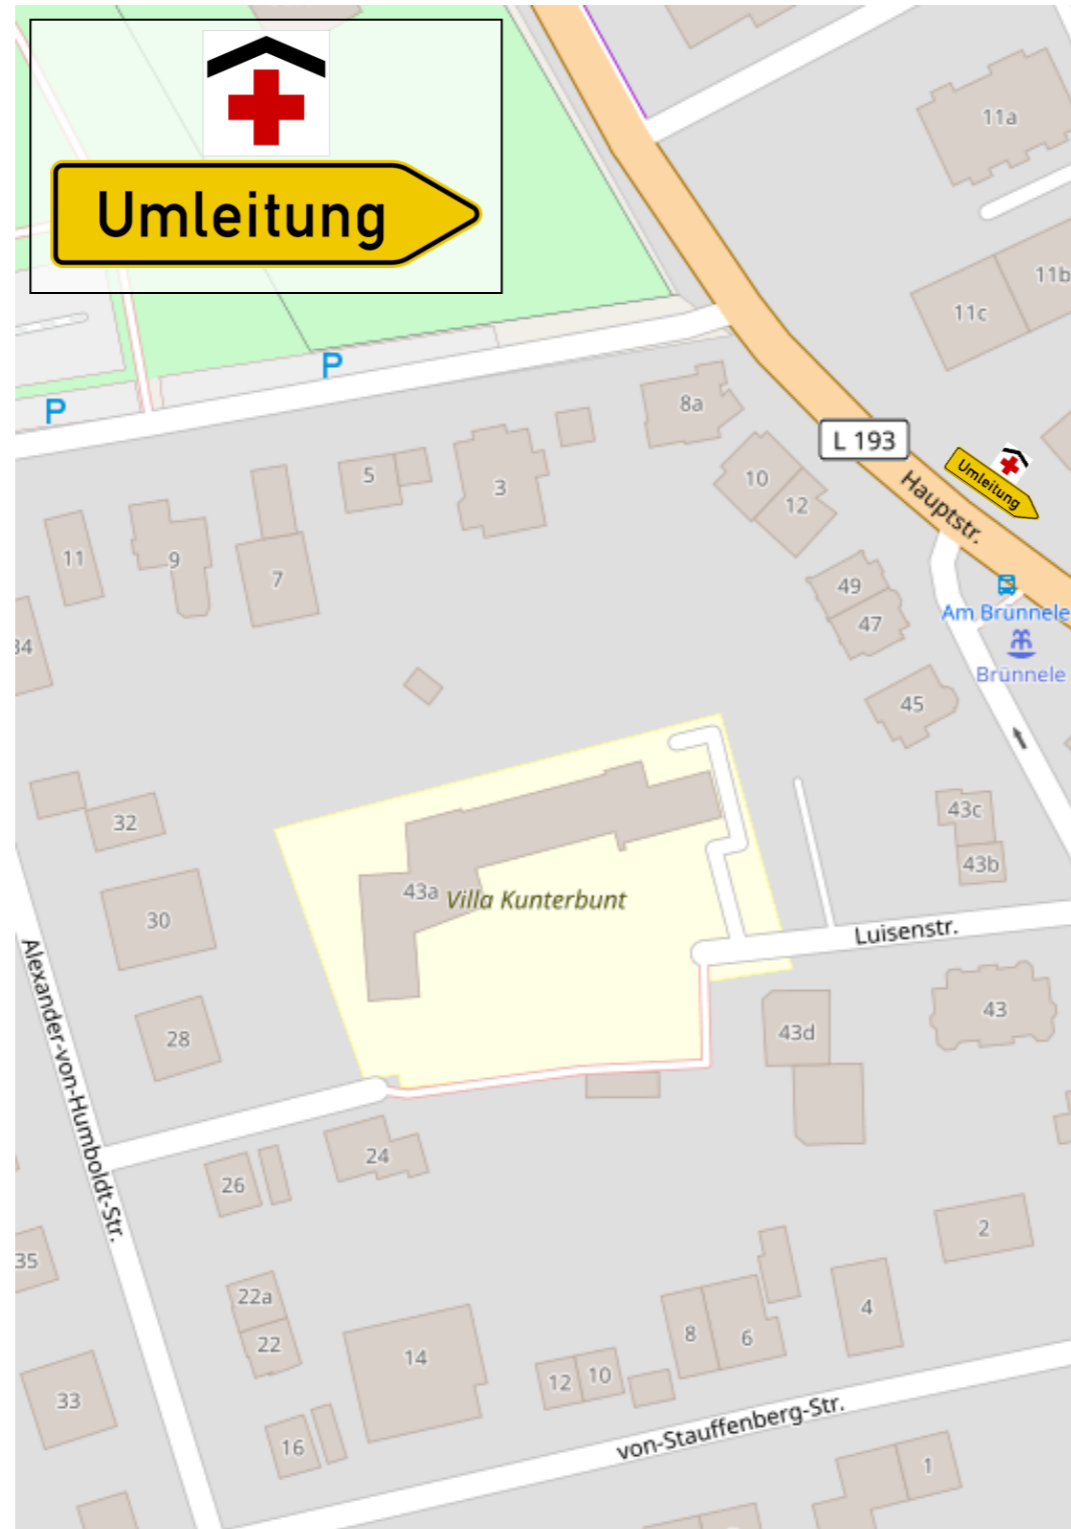 Umleitung
11a
11b
11c
P
P
8a
L 193
Umleitung
Hauptstr.
5
3
10
12
11
9
7
49
47
Am Brünnele
Brünnele
34
45
32
43c
43b
43a
Villa Kunterbunt
30
Luisenstr.
Alexander-von-Humboldt-Str.
28
43d
43
24
26
2
35
22a
22
4
8
6
14
12
10
33
16
von-Stauffenberg-Str.
1